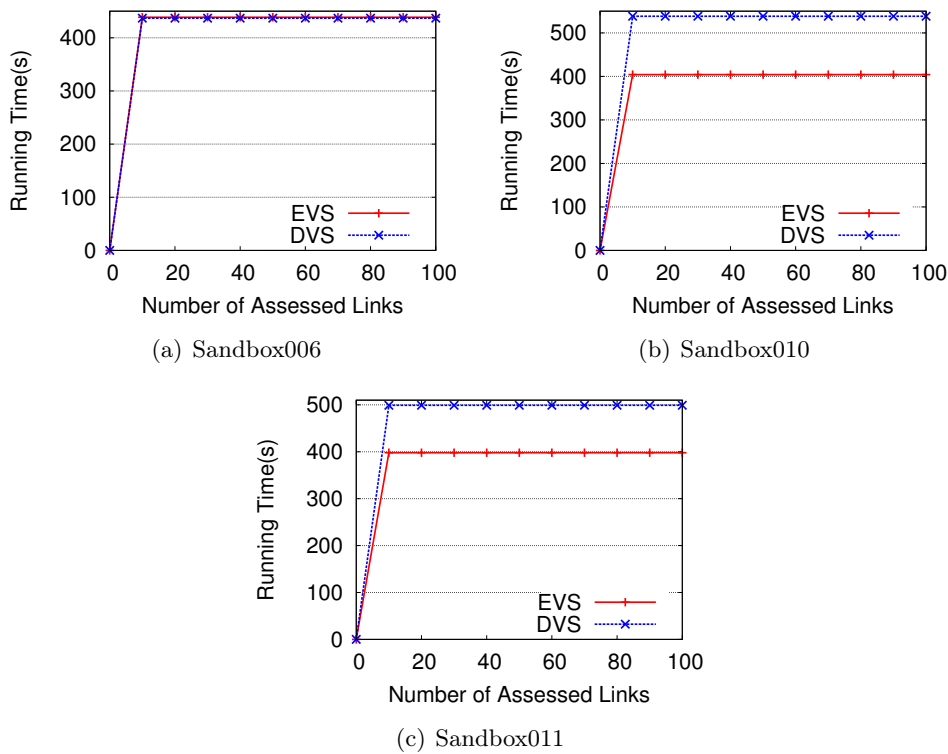 Running Time(s)
400
300
200
100
0
EVS
DVS
0 20 40 60 80 100
Number of Assessed Links
(a) Sandbox006
Running Time(s)
500
400
300
200
100
0
EVS
DVS
0 20 40 60 80 100
Number of Assessed Links
(b) Sandbox010
Running Time(s)
500
400
300
200
100
0
EVS
DVS
0 20 40 60 80 100
Number of Assessed Links
(c) Sandbox011